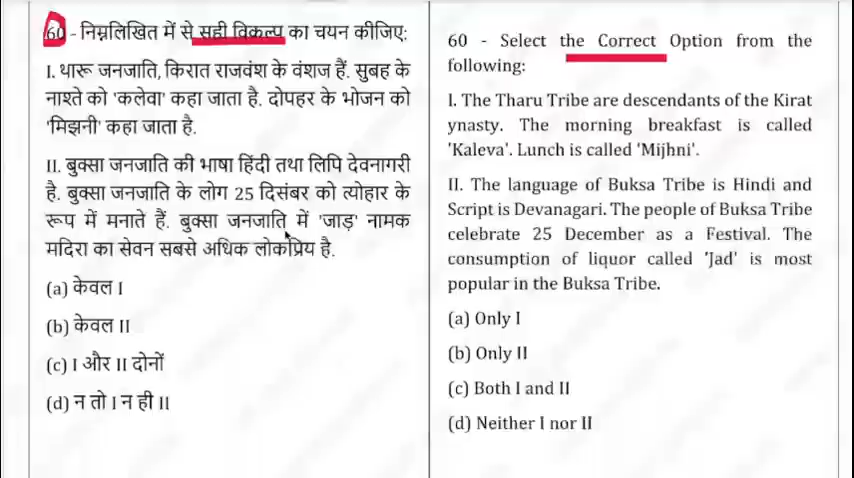 60 - निम्नलिखित में से सही विकल्प का चयन कीजिए:
I. थारू जनजाति, किरात राजवंश के वंशज हैं. सुबह के
नाश्ते को 'कलेवा' कहा जाता है. दोपहर के भोजन को
'मिझनी' कहा जाता है.
II. बुक्सा जनजाति की भाषा हिंदी तथा लिपि देवनागरी
है. बुक्सा जनजाति के लोग 25 दिसंबर को त्योहार के
रूप में मनाते हैं. बुक्सा जनजाति में 'जाड़' नामक
मदिरा का सेवन सबसे अधिक लोकप्रिय है.
(a) केवल I
(b) केवल II
(c) I और II दोनों
(d) न तो I न ही II
60 - Select the Correct Option from the
following:
I. The Tharu Tribe are descendants of the Kirat
ynasty. The morning breakfast is called
'Kaleva'. Lunch is called 'Mijhni'.
II. The language of Buksa Tribe is Hindi and
Script is Devanagari. The people of Buksa Tribe
celebrate 25 December as a Festival. The
consumption of liquor called 'Jad' is most
popular in the Buksa Tribe.
(a) Only I
(b) Only II
(c) Both I and II
(d) Neither I nor II